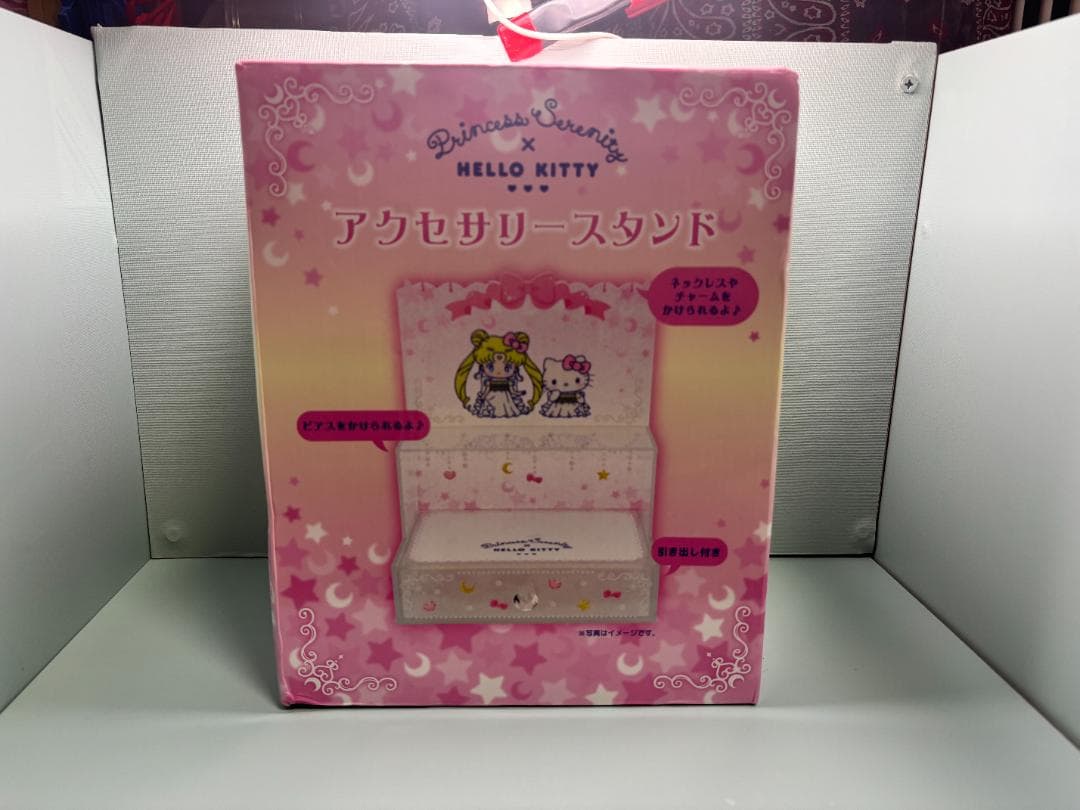 Princess Serenity
×
HELLO KITTY
アクセサリースタンド
ネックレスや
チャームを
かけられるよ♪
ピアスをかけられるよ♪
Princess Serenity
×
HELLO KITTY
引き出し付き
※写真はイメージです。